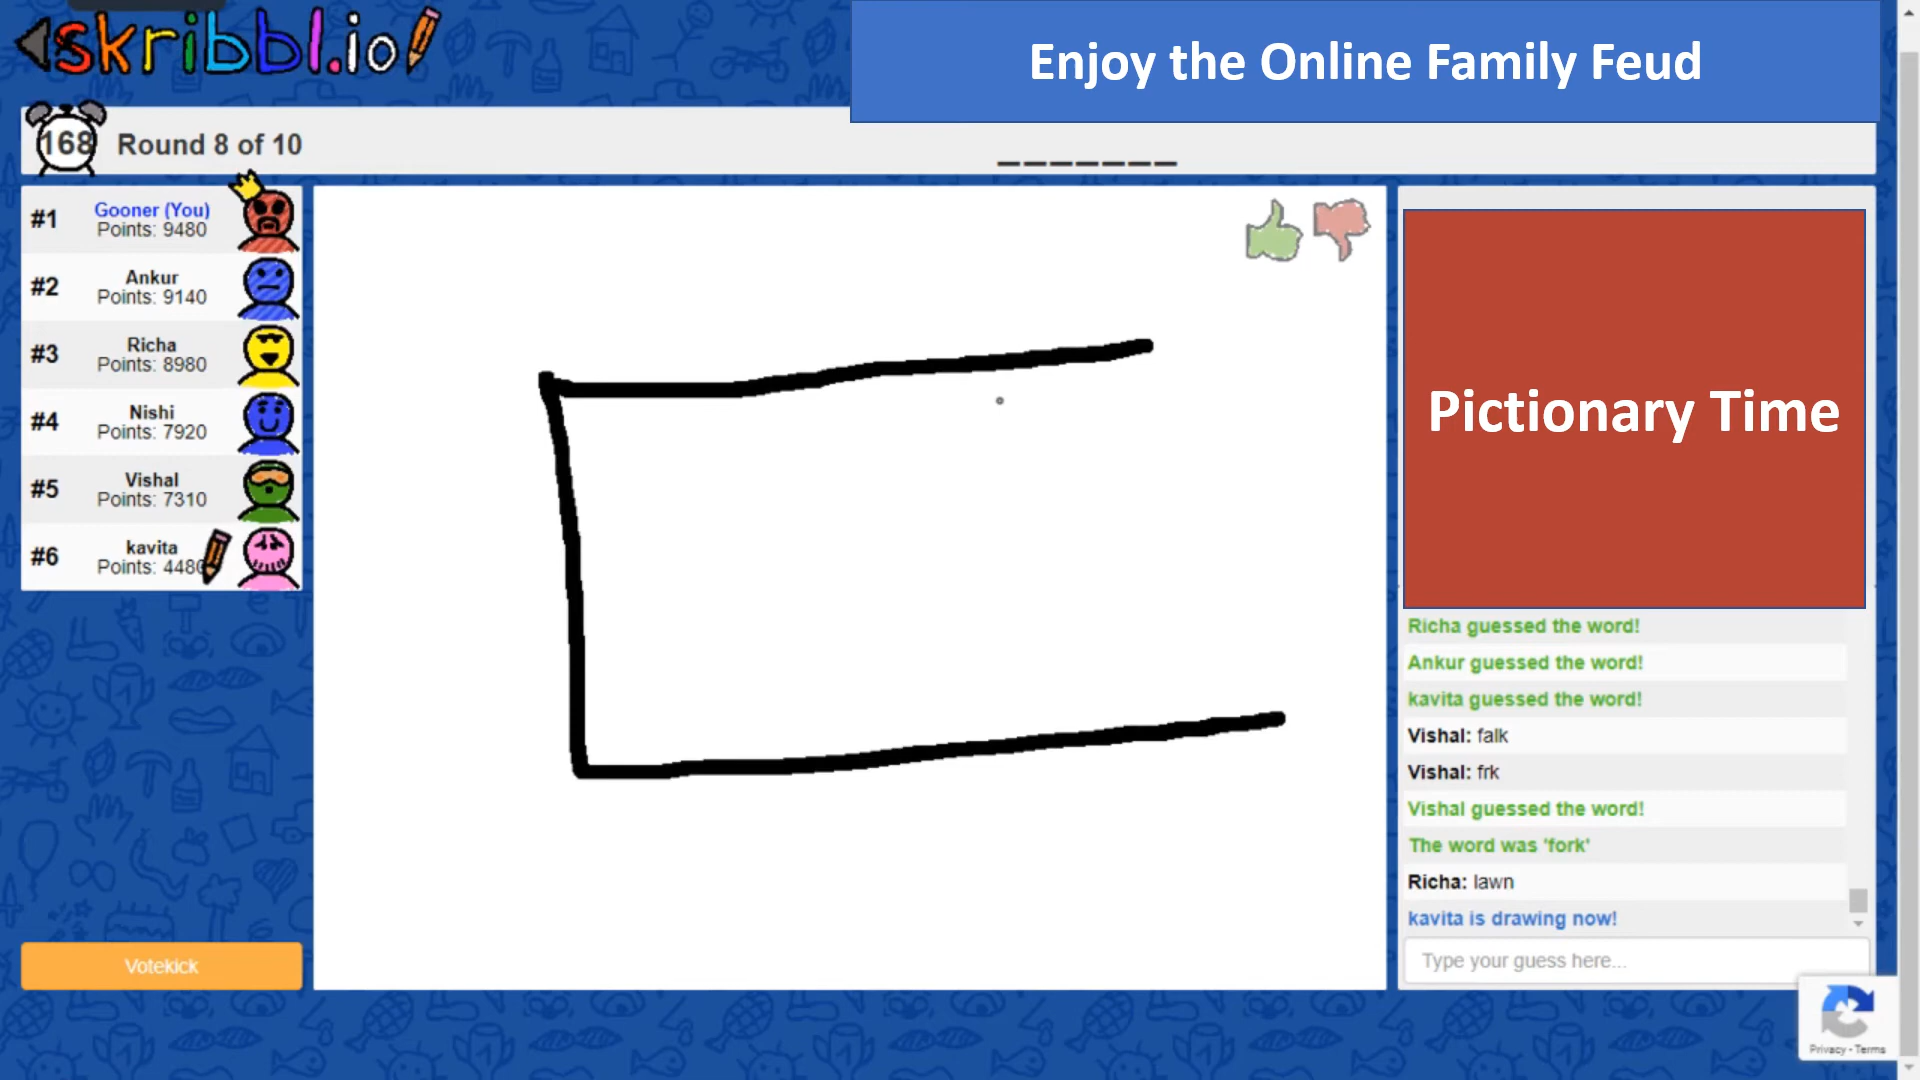 skribbl.io
Enjoy the Online Family Feud
168 Round 8 of 10
_______
#1 Gooner (You)
Points: 9480
#2 Ankur
Points: 9140
#3 Richa
Points: 8980
#4 Nishi
Points: 7920
#5 Vishal
Points: 7310
#6 kavita
Points: 4480
Votekick
Pictionary Time
Richa guessed the word!
Ankur guessed the word!
kavita guessed the word!
Vishal: falk
Vishal: frk
Vishal guessed the word!
The word was 'fork'
Richa: lawn
kavita is drawing now!
Type your guess here...
Privacy - Terms